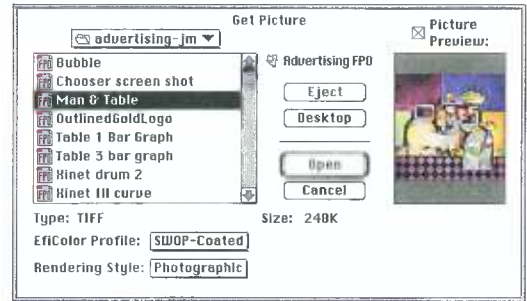 Get Picture
advertising-jm
Picture Preview:
Bubble
Chooser screen shot
Man & Table
OutlinedGoldLogo
Table 1 Bar Graph
Table 3 bar graph
Xinet drum 2
Xinet fill curve
Advertising FPO
Eject
Desktop
Open
Cancel
Type: TIFF
Size: 240K
EfiColor Profile: SWOP-Coated
Rendering Style: Photographic